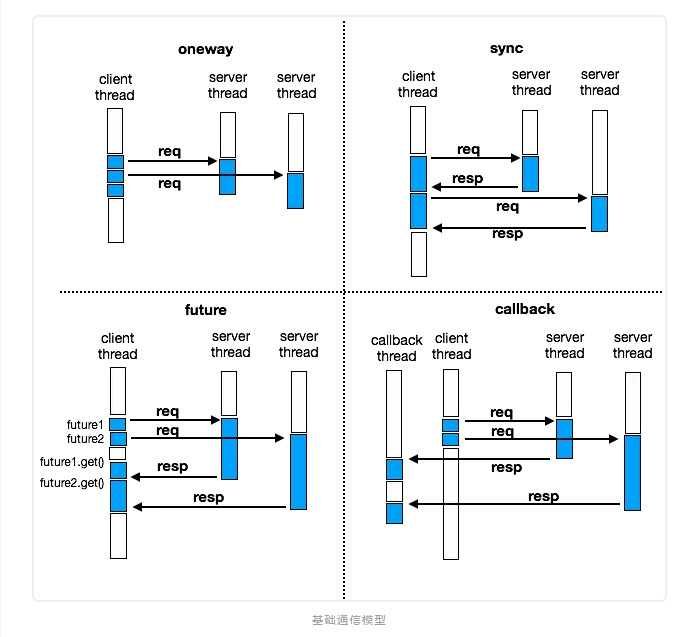 oneway
client
thread
server
thread
server
thread
req
req
sync
client
thread
server
thread
server
thread
req
resp
req
resp
future
client
thread
server
thread
server
thread
req
future1
req
future2
future1.get()
resp
future2.get()
resp
callback
callback
thread
client
thread
server
thread
server
thread
req
req
resp
resp
基础通信模型